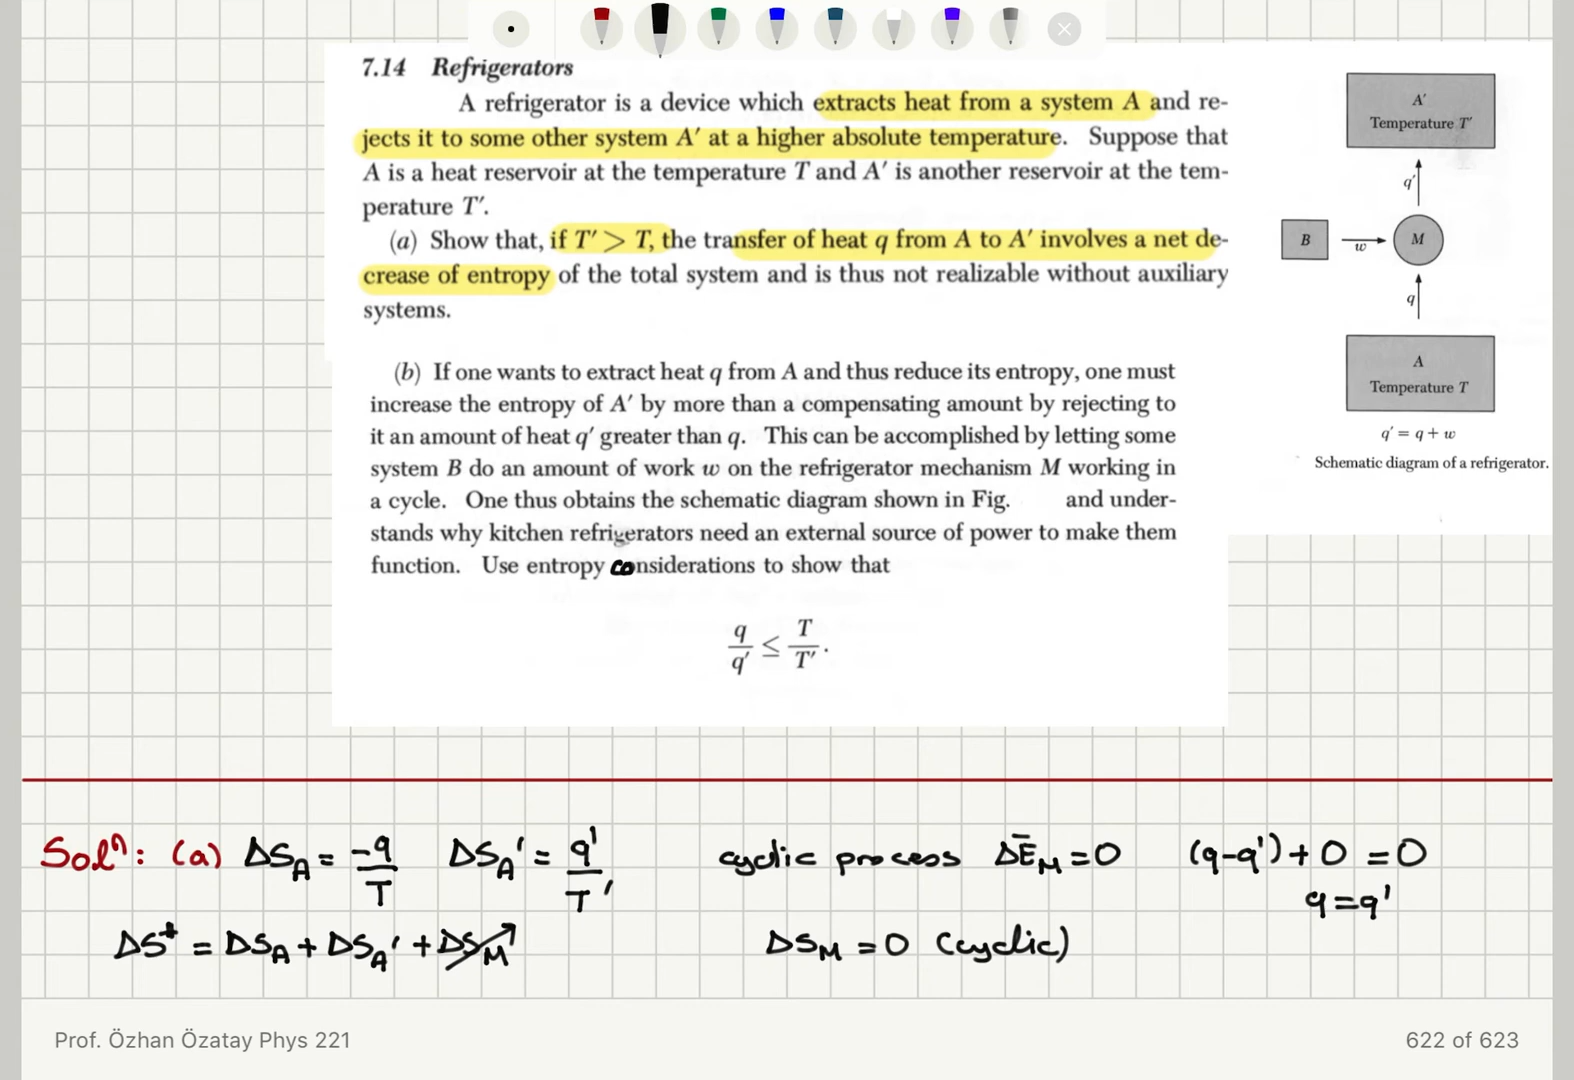 7.14 Refrigerators
A refrigerator is a device which extracts heat from a system A and re-
jects it to some other system A′ at a higher absolute temperature. Suppose that
A is a heat reservoir at the temperature T and A′ is another reservoir at the tem-
perature T′.
(a) Show that, if T′ > T, the transfer of heat q from A to A′ involves a net de-
crease of entropy of the total system and is thus not realizable without auxiliary
systems.
(b) If one wants to extract heat q from A and thus reduce its entropy, one must
increase the entropy of A′ by more than a compensating amount by rejecting to
it an amount of heat q′ greater than q. This can be accomplished by letting some
system B do an amount of work w on the refrigerator mechanism M working in
a cycle. One thus obtains the schematic diagram shown in Fig. and under-
stands why kitchen refrigerators need an external source of power to make them
function. Use entropy considerations to show that
q/q′ ≤ T/T′.
A′
Temperature T′
q′
B w M
q
A
Temperature T
q′ = q + w
Schematic diagram of a refrigerator.
Solⁿ: (a) ΔS_A = -q/T ΔS_A' = q'/T' cyclic process ΔĒ_M = 0 (q-q')+0 = 0
q = q'
ΔS* = ΔS_A + ΔS_A' + ΔS_M ΔS_M = 0 (cyclic)
Prof. Özhan Özatay Phys 221
622 of 623